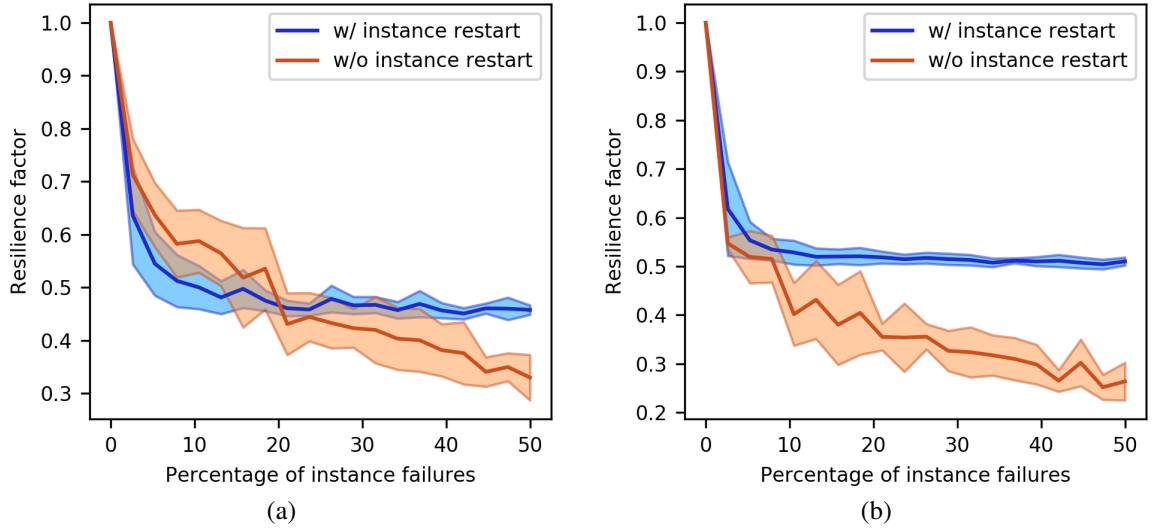 w/ instance restart
w/o instance restart
1.0
0.9
0.8
0.7
0.6
0.5
0.4
0.3
Resilience factor
0 10 20 30 40 50
Percentage of instance failures
(a)
w/ instance restart
w/o instance restart
1.0
0.9
0.8
0.7
0.6
0.5
0.4
0.3
0.2
Resilience factor
0 10 20 30 40 50
Percentage of instance failures
(b)